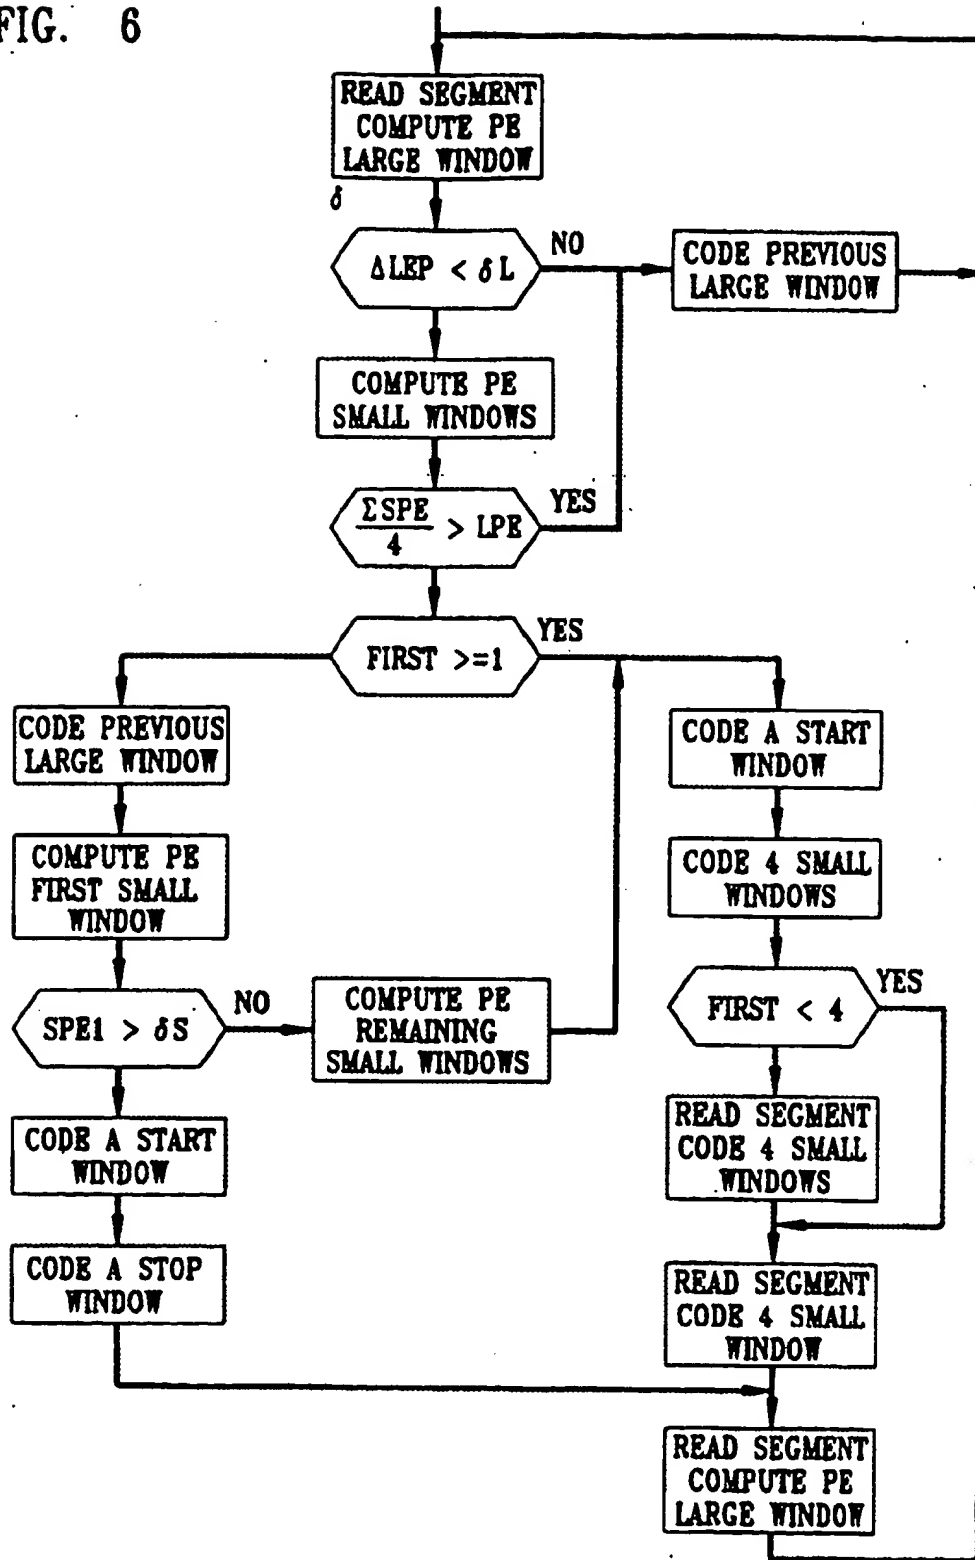 FIG. 6
READ SEGMENT
COMPUTE PE
LARGE WINDOW
δ
ΔLEP < δL
NO
CODE PREVIOUS
LARGE WINDOW
COMPUTE PE
SMALL WINDOWS
ΣSPE
4
> LPE
YES
FIRST >=1
YES
CODE PREVIOUS
LARGE WINDOW
CODE A START
WINDOW
COMPUTE PE
FIRST SMALL
WINDOW
CODE 4 SMALL
WINDOWS
SPE1 > δS
NO
COMPUTE PE
REMAINING
SMALL WINDOWS
FIRST < 4
YES
CODE A START
WINDOW
READ SEGMENT
CODE 4 SMALL
WINDOWS
CODE A STOP
WINDOW
READ SEGMENT
CODE 4 SMALL
WINDOW
READ SEGMENT
COMPUTE PE
LARGE WINDOW